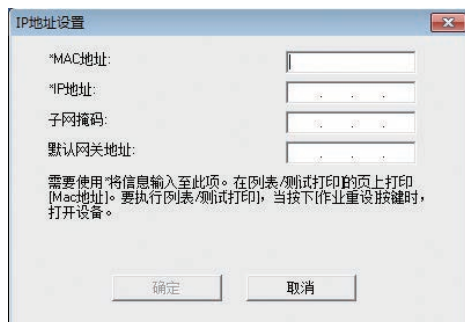 IP地址设置
*MAC地址:
*IP地址:
子网掩码:
默认网关地址:
需要使用*将信息输入至此项。在[列表/测试打印]的页上打印
[Mac地址]。要执行[列表/测试打印]，当按下[作业重设]按键时，
打开设备。
确定
取消